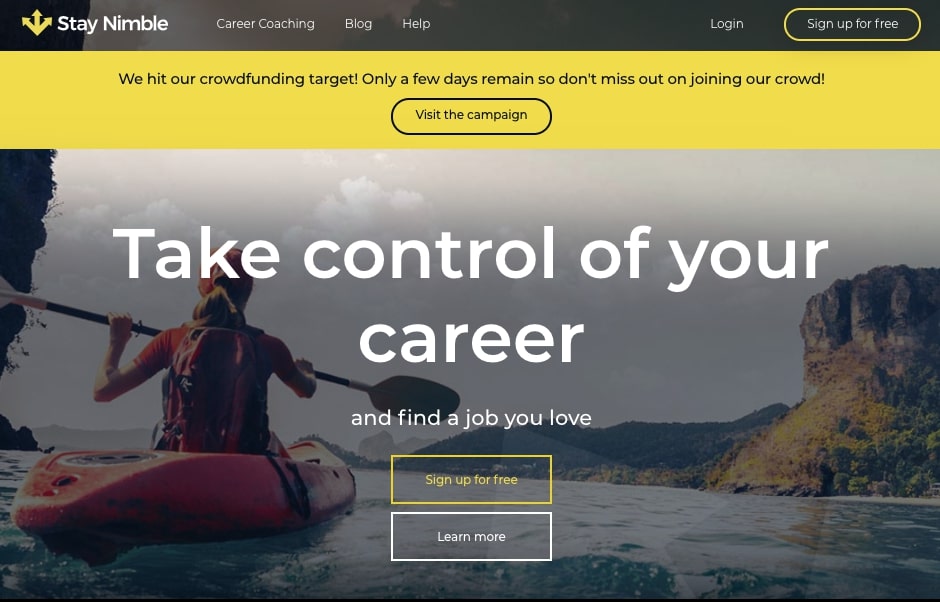 Stay Nimble
Career Coaching
Blog
Help
Login
Sign up for free
We hit our crowdfunding target! Only a few days remain so don't miss out on joining our crowd!
Visit the campaign
Take control of your
career
and find a job you love
Sign up for free
Learn more